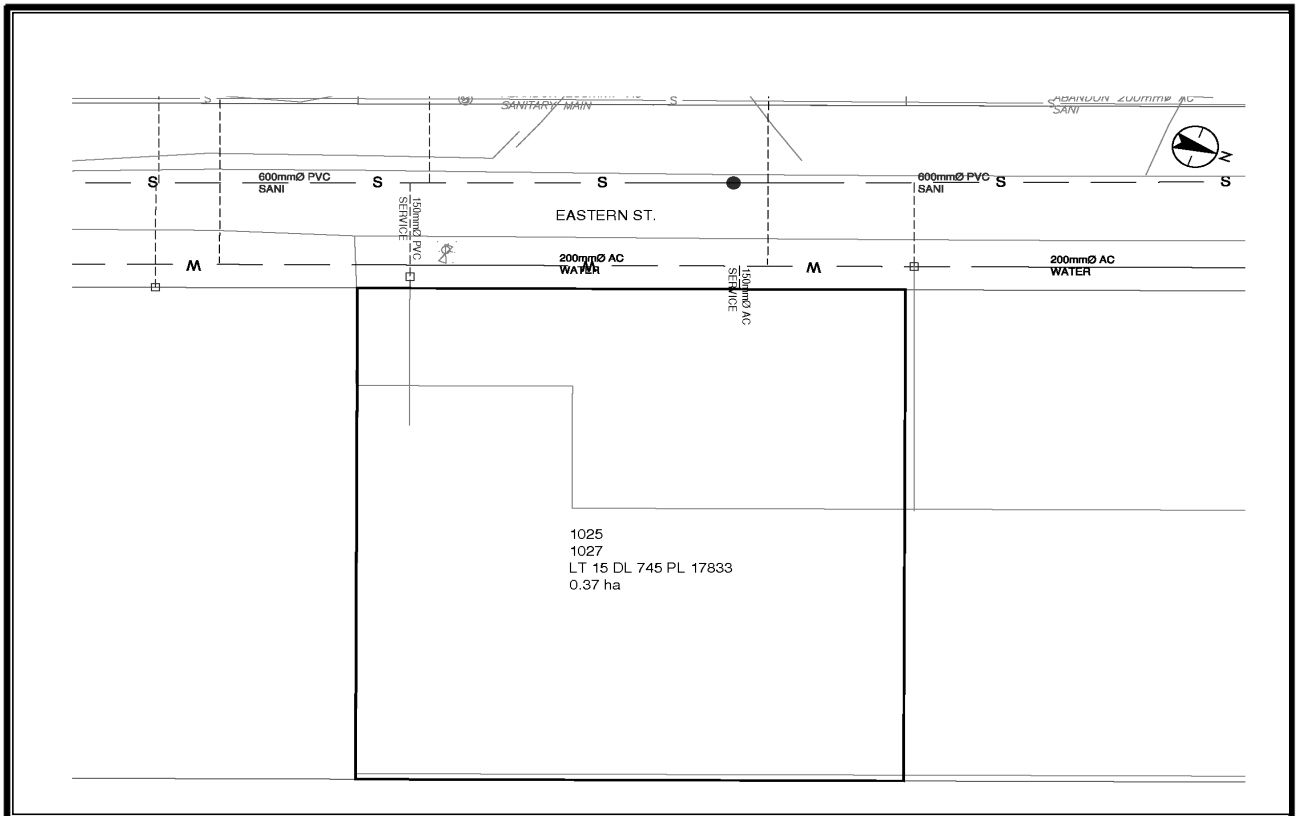 S
S
SANITARY MAIN
S
ABANDON 200mmØ AC
SANI
N
S
600mmØ PVC
SANI
S
S
600mmØ PVC
SANI
S
S
150mmØ PVC
SERVICE
EASTERN ST.
W
200mmØ AC
WATER
W
W
200mmØ AC
WATER
150mmØ AC
SERVICE
1025
1027
LT 15 DL 745 PL 17833
0.37 ha